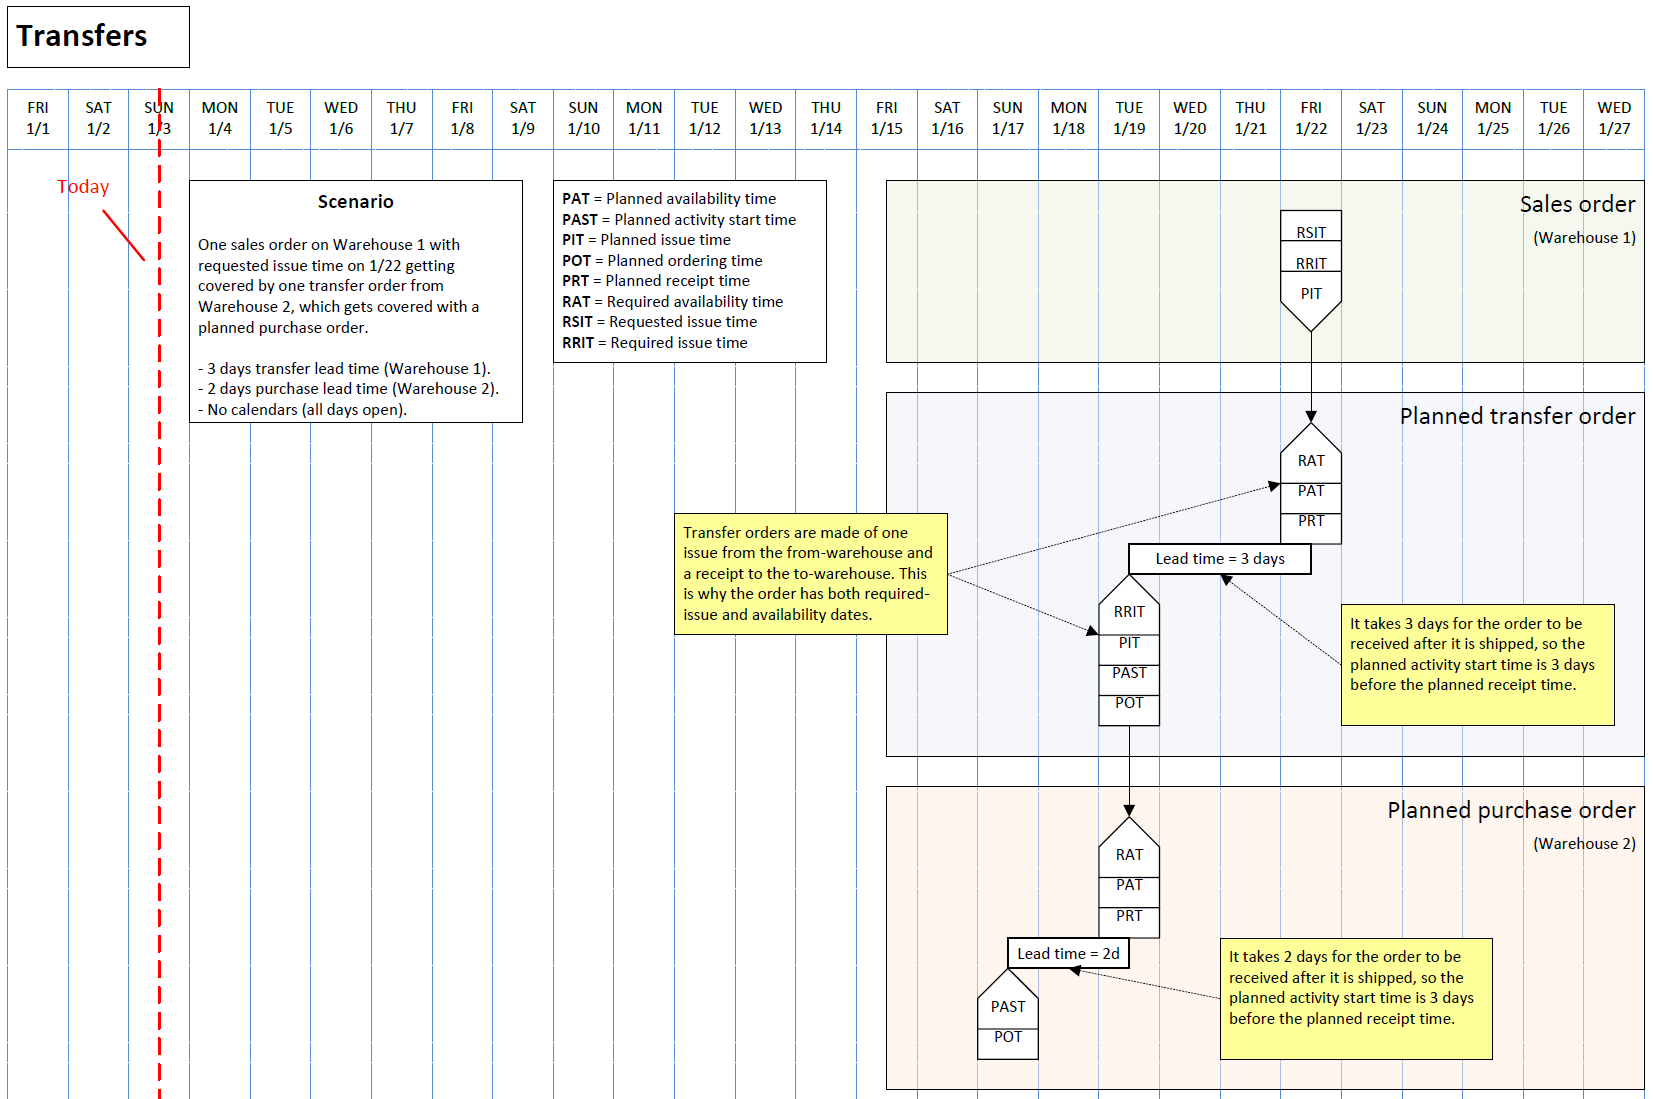 Transfers
FRI SAT SUN MON TUE WED THU FRI SAT SUN MON TUE WED THU FRI SAT SUN MON TUE WED THU FRI SAT SUN MON TUE WED
1/1 1/2 1/3 1/4 1/5 1/6 1/7 1/8 1/9 1/10 1/11 1/12 1/13 1/14 1/15 1/16 1/17 1/18 1/19 1/20 1/21 1/22 1/23 1/24 1/25 1/26 1/27
Today
Scenario
One sales order on Warehouse 1 with
requested issue time on 1/22 getting
covered by one transfer order from
Warehouse 2, which gets covered with a
planned purchase order.
- 3 days transfer lead time (Warehouse 1).
- 2 days purchase lead time (Warehouse 2).
- No calendars (all days open).
PAT = Planned availability time
PAST = Planned activity start time
PIT = Planned issue time
POT = Planned ordering time
PRT = Planned receipt time
RAT = Required availability time
RSIT = Requested issue time
RRIT = Required issue time
Sales order
(Warehouse 1)
RSIT
RRIT
PIT
Planned transfer order
RAT
PAT
PRT
Lead time = 3 days
Transfer orders are made of one
issue from the from-warehouse and
a receipt to the to-warehouse. This
is why the order has both required-
issue and availability dates.
RRIT
PIT
PAST
POT
It takes 3 days for the order to be
received after it is shipped, so the
planned activity start time is 3 days
before the planned receipt time.
Planned purchase order
(Warehouse 2)
RAT
PAT
PRT
Lead time = 2d
PAST
POT
It takes 2 days for the order to be
received after it is shipped, so the
planned activity start time is 3 days
before the planned receipt time.